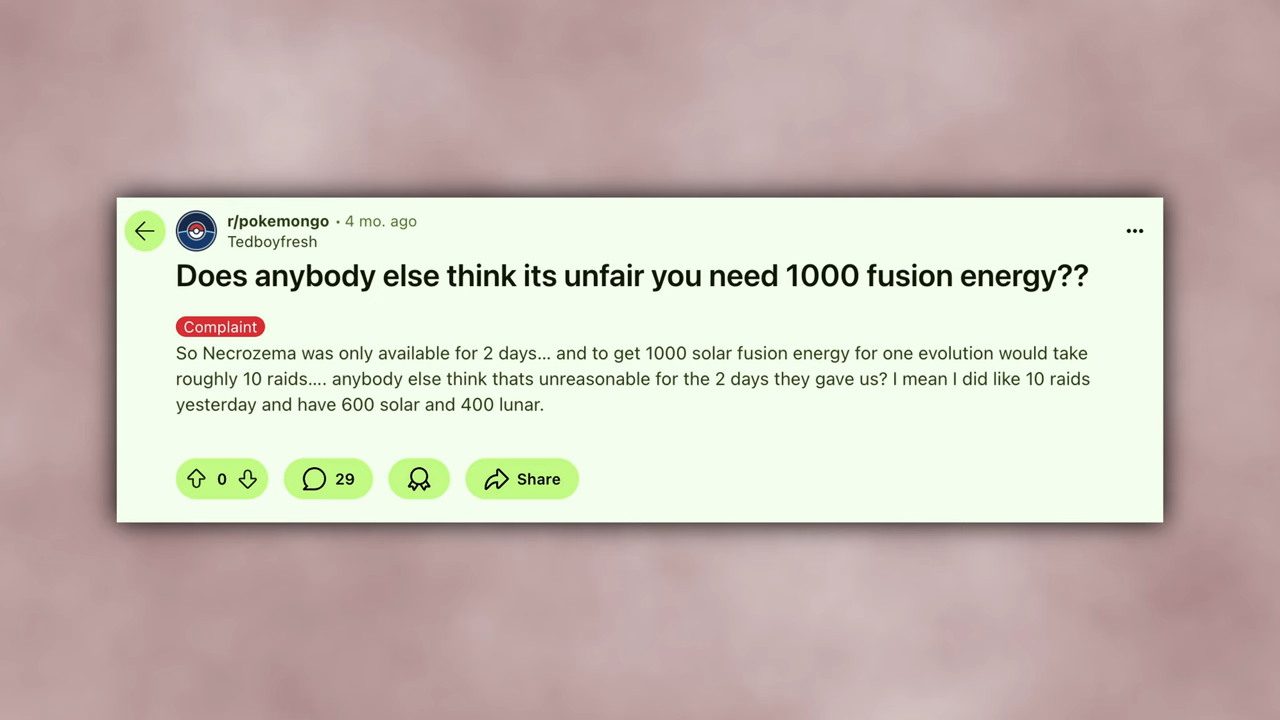 r/pokemongo • 4 mo. ago
Tedboyfresh
Does anybody else think its unfair you need 1000 fusion energy??
Complaint
So Necrozema was only available for 2 days... and to get 1000 solar fusion energy for one evolution would take
roughly 10 raids.... anybody else think thats unreasonable for the 2 days they gave us? I mean I did like 10 raids
yesterday and have 600 solar and 400 lunar.
0 29 Share